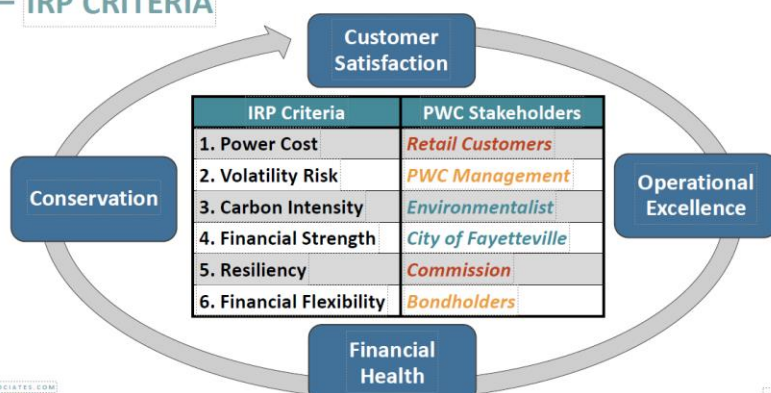 – IRP CRITERIA
Customer
Satisfaction
IRP Criteria PWC Stakeholders
1. Power Cost Retail Customers
2. Volatility Risk PWC Management
3. Carbon Intensity Environmentalist
4. Financial Strength City of Fayetteville
5. Resiliency Commission
6. Financial Flexibility Bondholders
Conservation
Operational
Excellence
Financial
Health